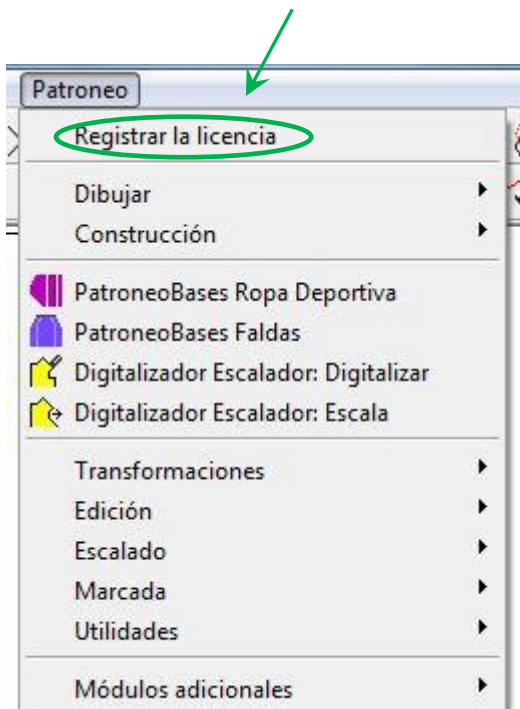 Patroneo
Registrar la licencia
Dibujar
Construcción
PatroneoBases Ropa Deportiva
PatroneoBases Faldas
Digitalizador Escalador: Digitalizar
Digitalizador Escalador: Escala
Transformaciones
Edición
Escalado
Marcada
Utilidades
Módulos adicionales